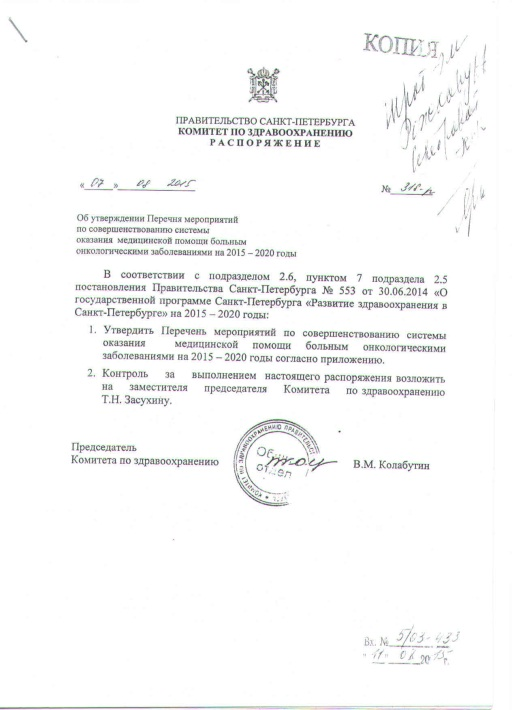 КОПИЯ
ПРАВИТЕЛЬСТВО САНКТ-ПЕТЕРБУРГА
КОМИТЕТ ПО ЗДРАВООХРАНЕНИЮ
РАСПОРЯЖЕНИЕ
« 07 » 08 2015 № 318-р
Об утверждении Перечня мероприятий
по совершенствованию системы
оказания медицинской помощи больным
онкологическими заболеваниями на 2015 – 2020 годы
В соответствии с подразделом 2.6, пунктом 7 подраздела 2.5
постановления Правительства Санкт-Петербурга № 553 от 30.06.2014 «О
государственной программе Санкт-Петербурга «Развитие здравоохранения в
Санкт-Петербурге» на 2015 – 2020 годы:
1. Утвердить Перечень мероприятий по совершенствованию системы
оказания медицинской помощи больным онкологическими
заболеваниями на 2015 – 2020 годы согласно приложению.
2. Контроль за выполнением настоящего распоряжения возложить
на заместителя председателя Комитета по здравоохранению
Т.Н. Засухину.
Председатель
Комитета по здравоохранению В.М. Колабутин
отдел
Вх. № 5/03-433
« 11 » 08 2015 г.